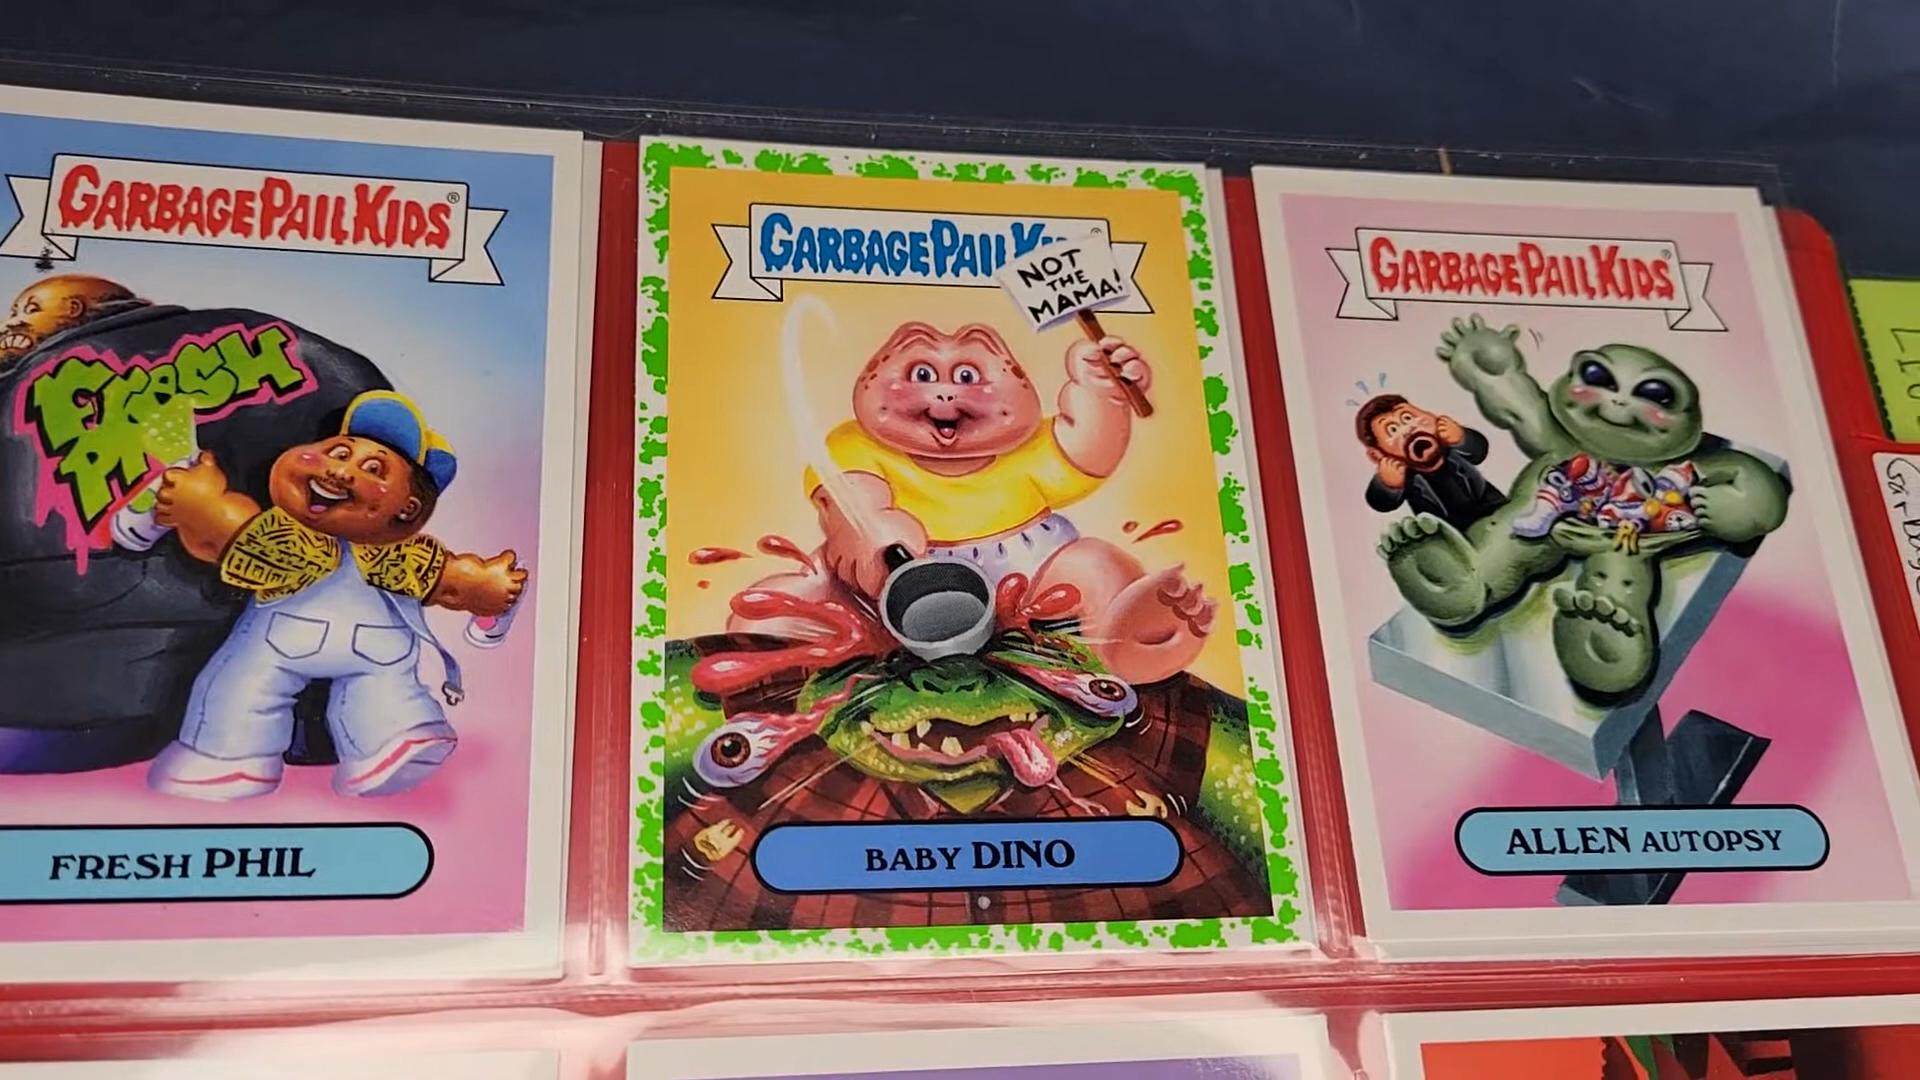 GARBAGE PAIL KIDS®
FRESH
FRESH PHIL
GARBAGE PAIL
NOT
THE
MAMA!
BABY DINO
GARBAGE PAIL KIDS®
ALLEN AUTOPSY